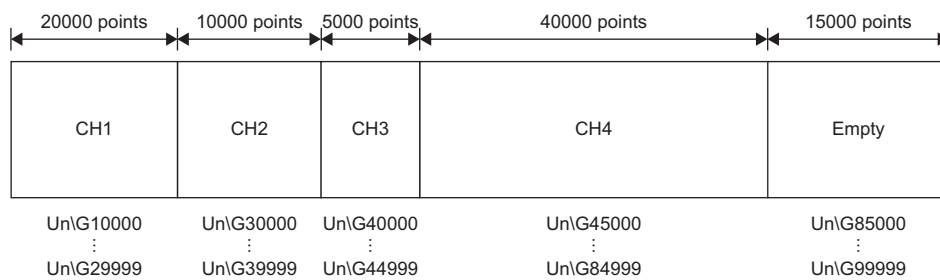 20000 points 10000 points 5000 points 40000 points 15000 points
CH1 CH2 CH3 CH4 Empty
Un\G10000 Un\G30000 Un\G40000 Un\G45000 Un\G85000
⋮ ⋮ ⋮ ⋮ ⋮
Un\G29999 Un\G39999 Un\G44999 Un\G84999 Un\G99999